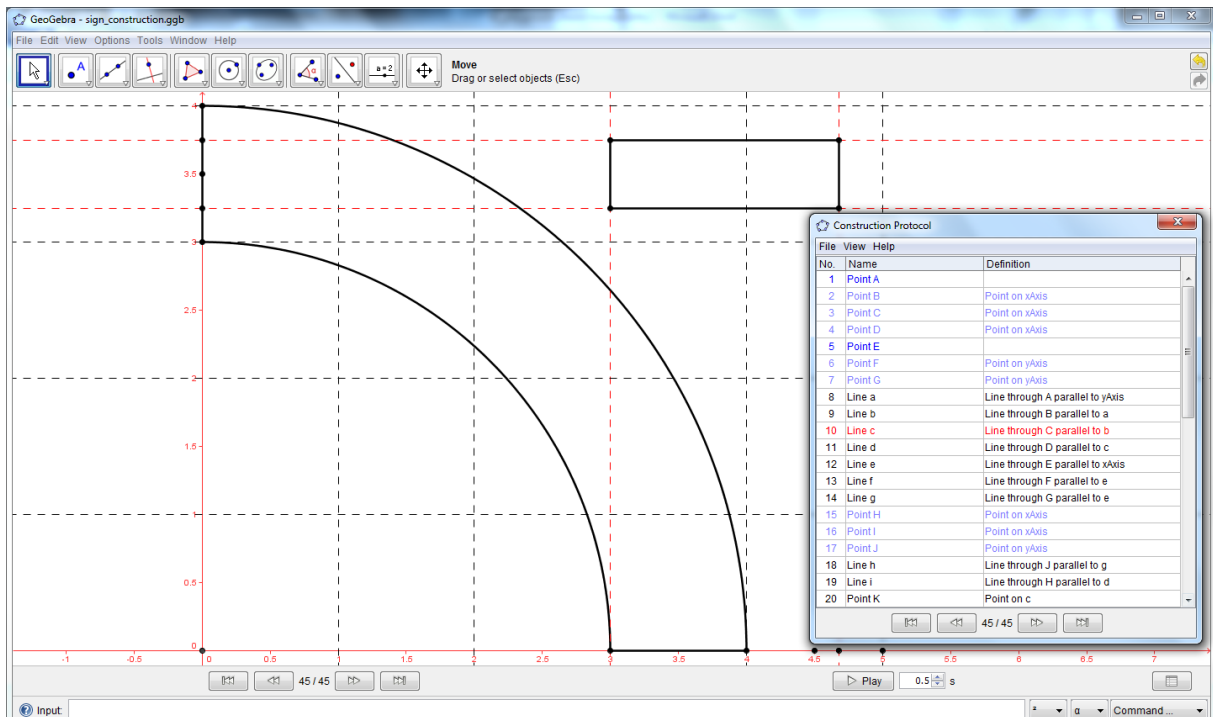 GeoGebra - sign_construction.ggb
File Edit View Options Tools Window Help
A α a = 2
Move
Drag or select objects (Esc)
4
3.5
3
2.5
2
1.5
1
0.5
0
-1 -0.5 0 0.5 1 1.5 2 2.5 3 3.5 4 4.5 5 5.5 6 6.5 7
Construction Protocol
File View Help
No. Name Definition
1 Point A
2 Point B Point on xAxis
3 Point C Point on xAxis
4 Point D Point on xAxis
5 Point E
6 Point F Point on yAxis
7 Point G Point on yAxis
8 Line a Line through A parallel to yAxis
9 Line b Line through B parallel to a
10 Line c Line through C parallel to b
11 Line d Line through D parallel to c
12 Line e Line through E parallel to xAxis
13 Line f Line through F parallel to e
14 Line g Line through G parallel to e
15 Point H Point on xAxis
16 Point I Point on xAxis
17 Point J Point on yAxis
18 Line h Line through J parallel to g
19 Line i Line through H parallel to d
20 Point K Point on c
45 / 45
45 / 45 Play 0.5 s
Input: ² α Command ...